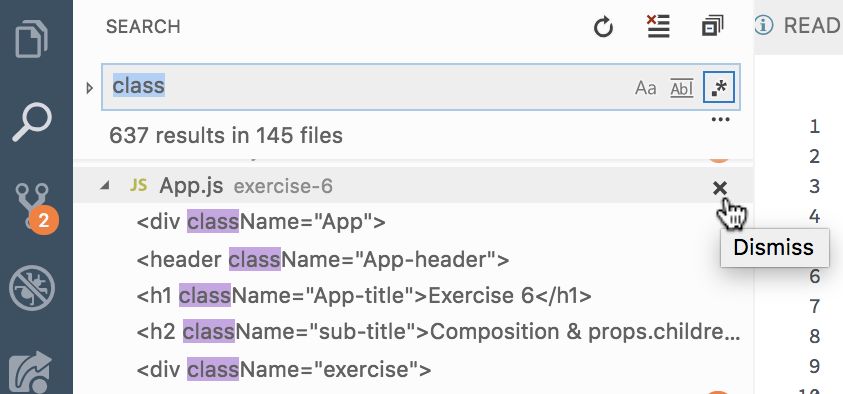 SEARCH
READ
class
Aa Abl .*
637 results in 145 files
...
JS App.js exercise-6
Dismiss
<div className="App">
<header className="App-header">
<h1 className="App-title">Exercise 6</h1>
<h2 className="sub-title">Composition & props.childre...
<div className="exercise">
2
1
2
3
4
6
7
8
9
10